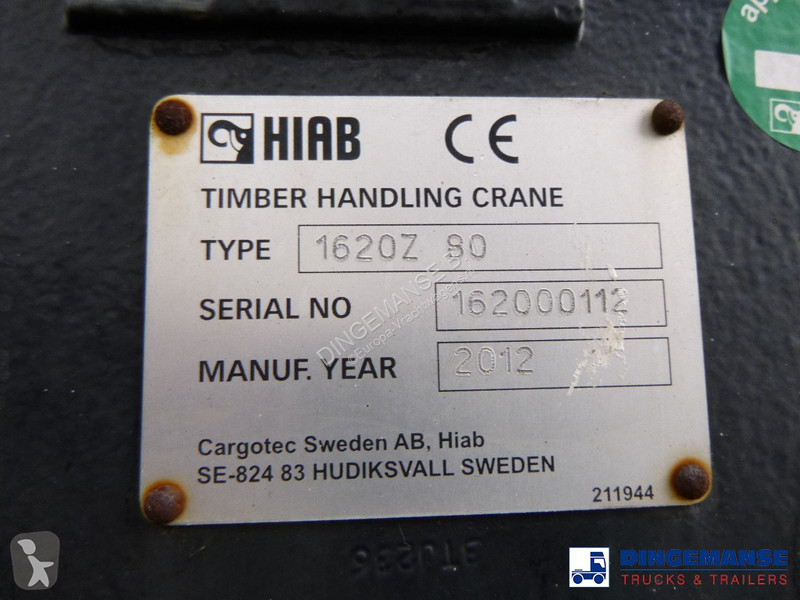 ap
HIAB CE
TIMBER HANDLING CRANE
TYPE 1620Z 80
SERIAL NO 162000112
MANUF. YEAR 2012
Cargotec Sweden AB, Hiab
SE-824 83 HUDIKSVALL SWEDEN
211944
DINGEMANSE
TRUCKS & TRAILERS